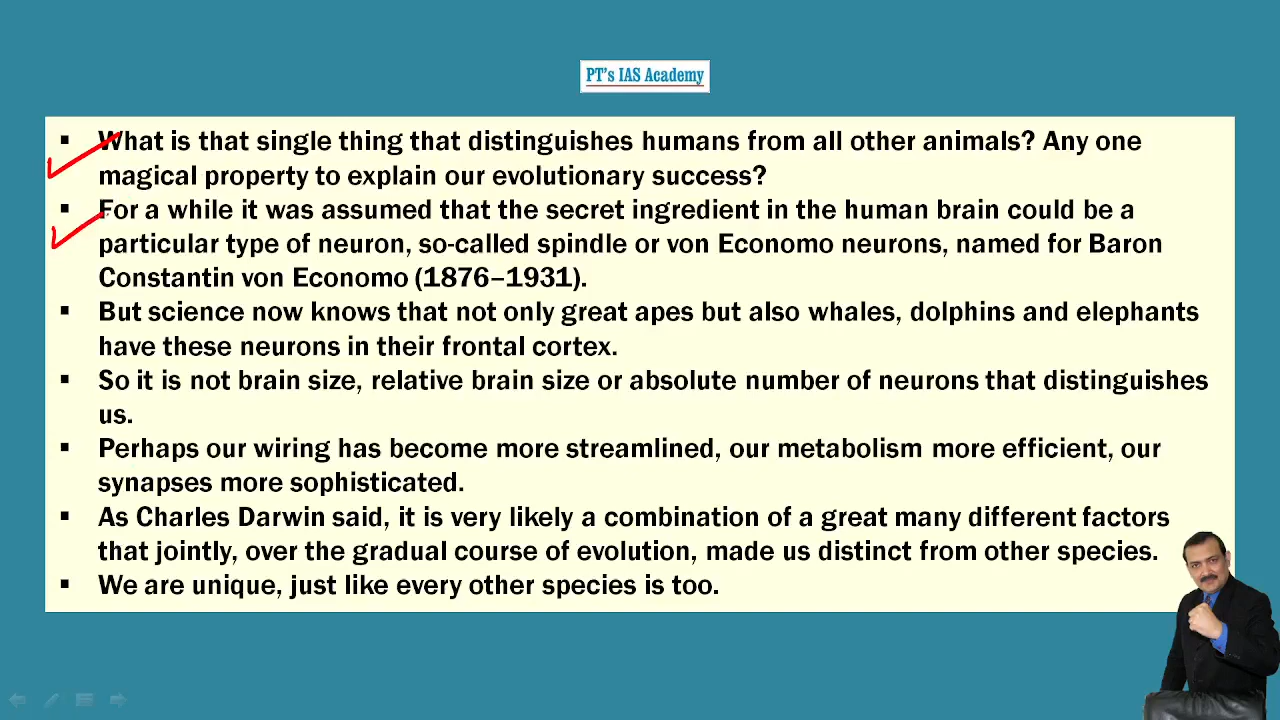 PT's IAS Academy
▪ What is that single thing that distinguishes humans from all other animals? Any one
magical property to explain our evolutionary success?
▪ For a while it was assumed that the secret ingredient in the human brain could be a
particular type of neuron, so-called spindle or von Economo neurons, named for Baron
Constantin von Economo (1876–1931).
▪ But science now knows that not only great apes but also whales, dolphins and elephants
have these neurons in their frontal cortex.
▪ So it is not brain size, relative brain size or absolute number of neurons that distinguishes
us.
▪ Perhaps our wiring has become more streamlined, our metabolism more efficient, our
synapses more sophisticated.
▪ As Charles Darwin said, it is very likely a combination of a great many different factors
that jointly, over the gradual course of evolution, made us distinct from other species.
▪ We are unique, just like every other species is too.